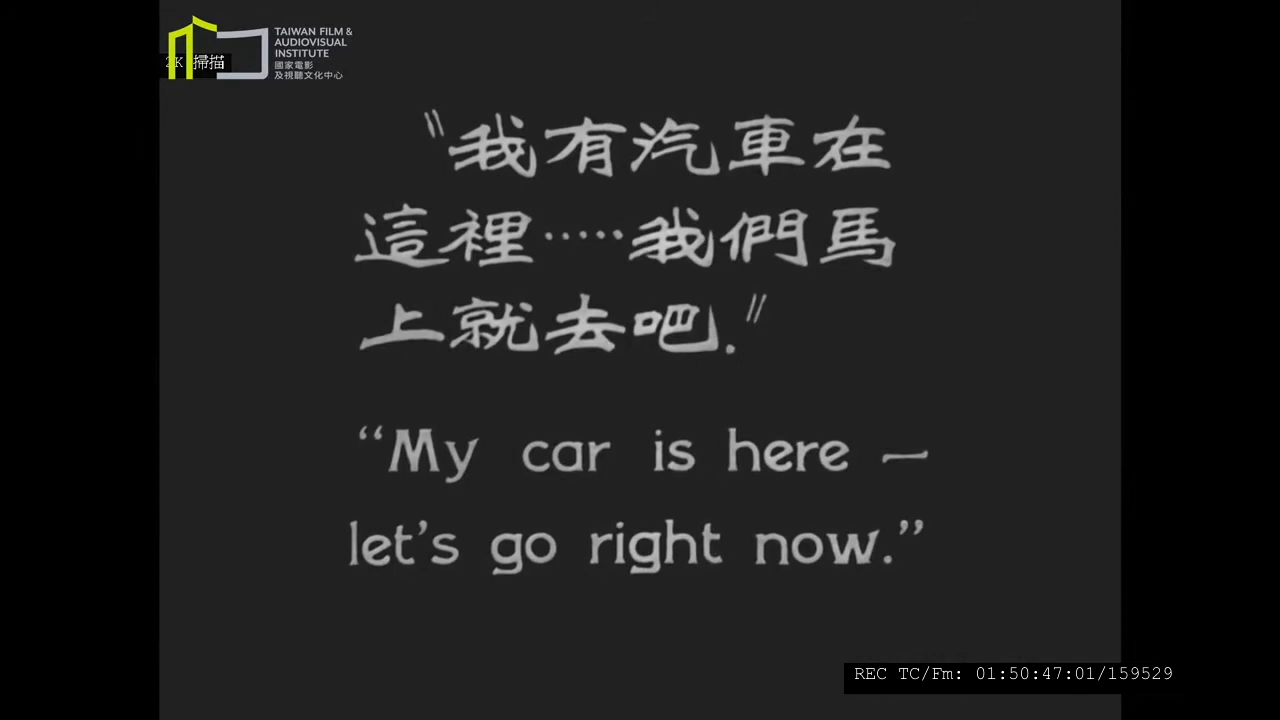 TAIWAN FILM &
AUDIOVISUAL
INSTITUTE
國家電影
及視聽文化中心
2K 掃描
"我有汽車在
這裡⋯⋯我們馬
上就去吧."
“My car is here —
let’s go right now.”
REC TC/Fm: 01:50:47:01/159529